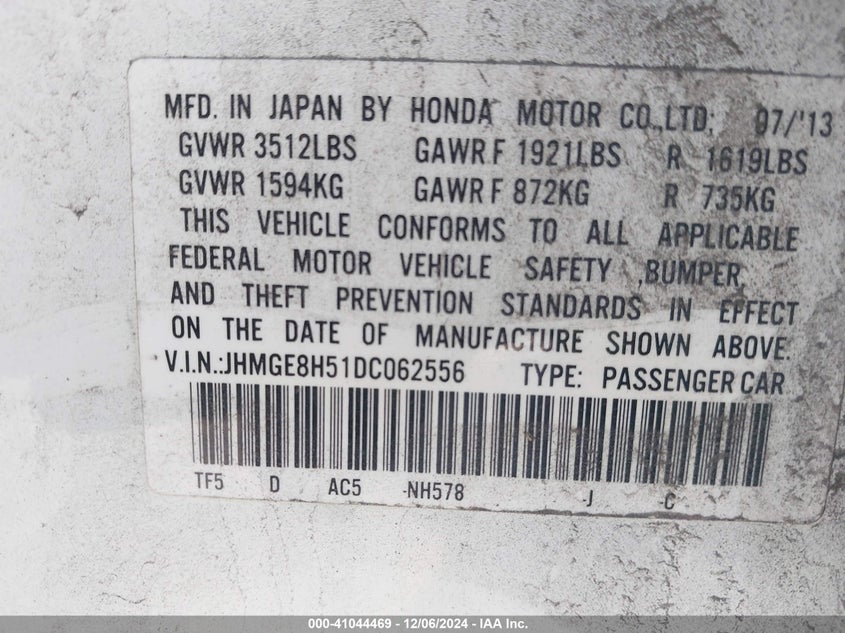 MFD. IN JAPAN BY HONDA MOTOR CO.,LTD. 07/'13
GVWR 3512LBS GAWR F 1921LBS R 1619LBS
GVWR 1594KG GAWR F 872KG R 735KG
THIS VEHICLE CONFORMS TO ALL APPLICABLE
FEDERAL MOTOR VEHICLE SAFETY ,BUMPER,
AND THEFT PREVENTION STANDARDS IN EFFECT
ON THE DATE OF MANUFACTURE SHOWN ABOVE.
V.I.N.:JHMGE8H51DC062556 TYPE: PASSENGER CAR
TF5 D AC5 -NH578 -J -C
000-41044469 - 12/06/2024 - IAA Inc.